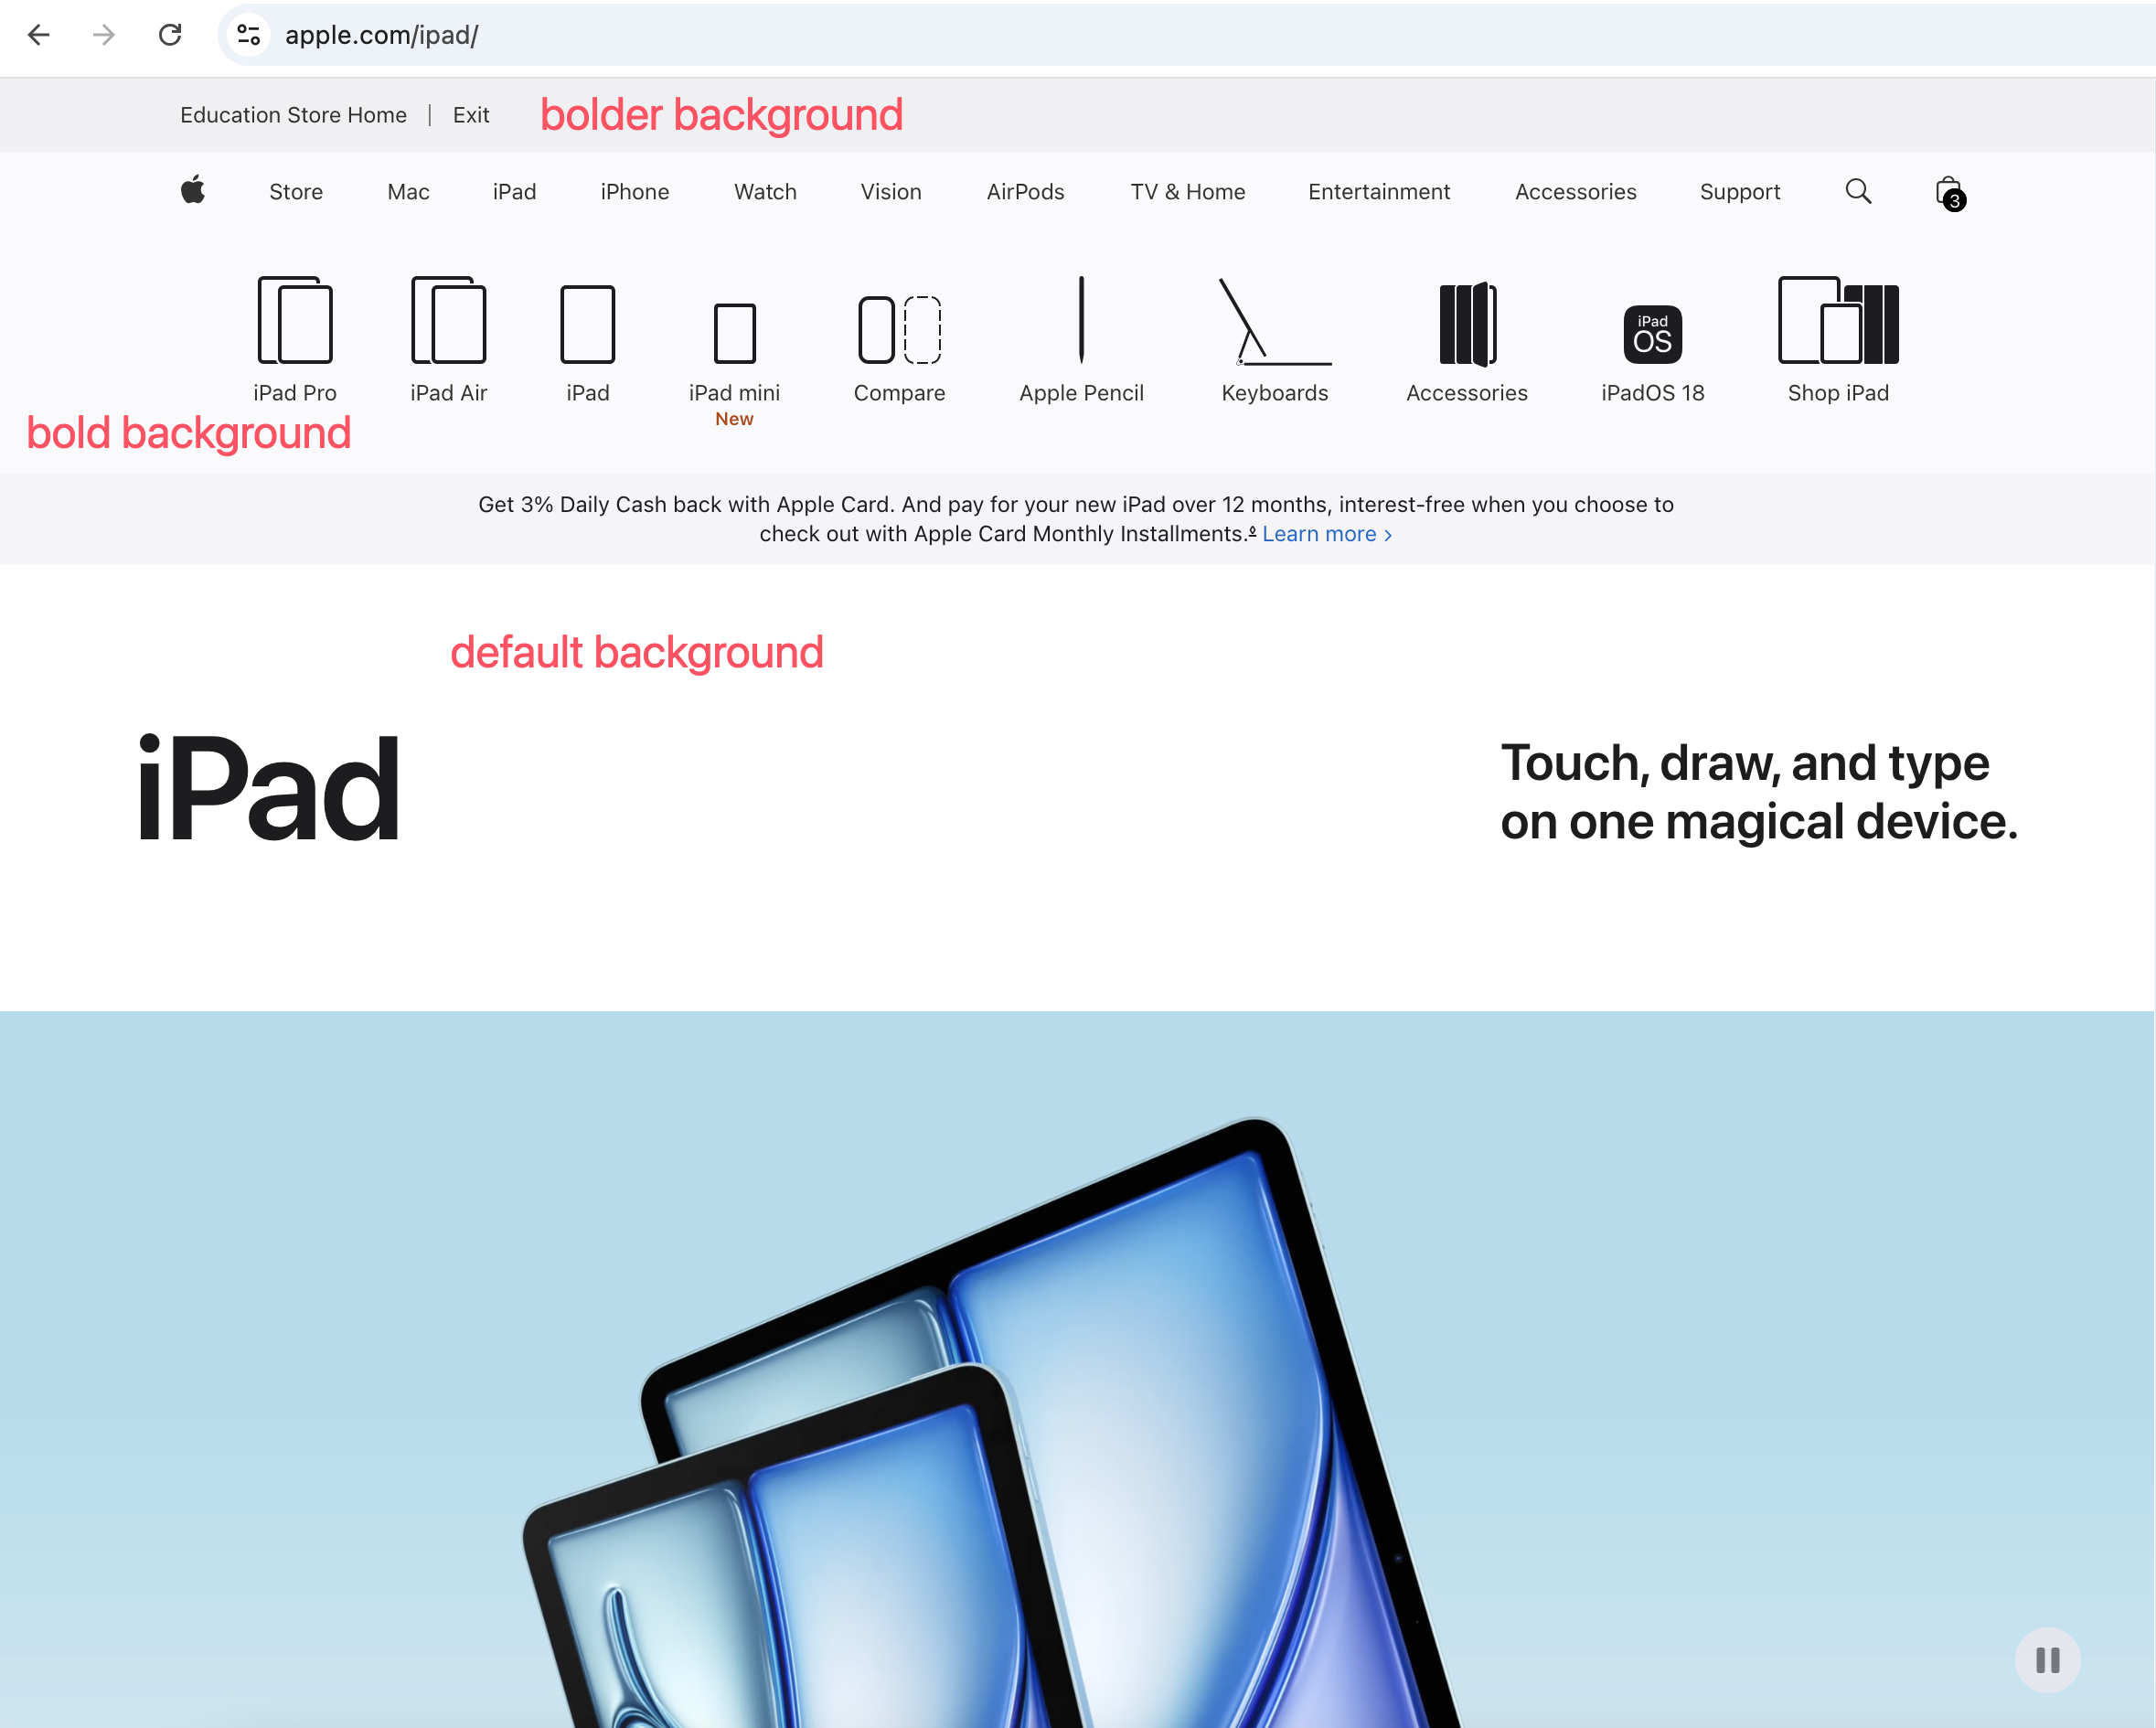 apple.com/ipad/
Education Store Home | Exit
bolder background
Store Mac iPad iPhone Watch Vision AirPods TV & Home Entertainment Accessories Support 3
iPad OS
iPad Pro iPad Air iPad iPad mini Compare Apple Pencil Keyboards Accessories iPadOS 18 Shop iPad
New
bold background
Get 3% Daily Cash back with Apple Card. And pay for your new iPad over 12 months, interest-free when you choose to
check out with Apple Card Monthly Installments.◊ Learn more >
default background
iPad
Touch, draw, and type
on one magical device.